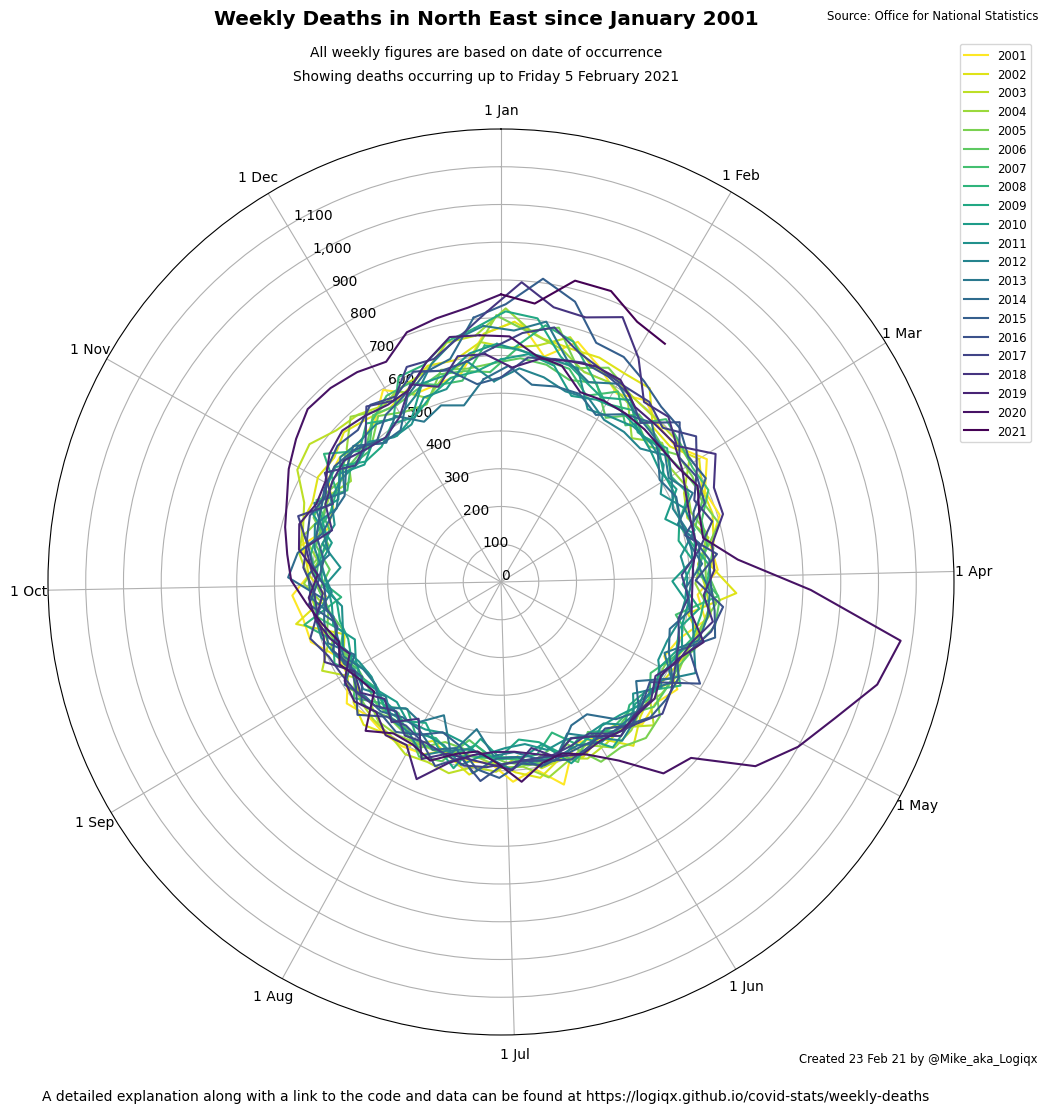 Weekly Deaths in North East since January 2001
Source: Office for National Statistics
All weekly figures are based on date of occurrence
Showing deaths occurring up to Friday 5 February 2021
2001
2002
2003
2004
2005
2006
2007
2008
2009
2010
2011
2012
2013
2014
2015
2016
2017
2018
2019
2020
2021
1 Jan
1 Feb
1 Mar
1 Apr
1 May
1 Jun
1 Jul
1 Aug
1 Sep
1 Oct
1 Nov
1 Dec
1,100
1,000
900
800
700
600
500
400
300
200
100
0
Created 23 Feb 21 by @Mike_aka_Logiqx
A detailed explanation along with a link to the code and data can be found at https://logiqx.github.io/covid-stats/weekly-deaths